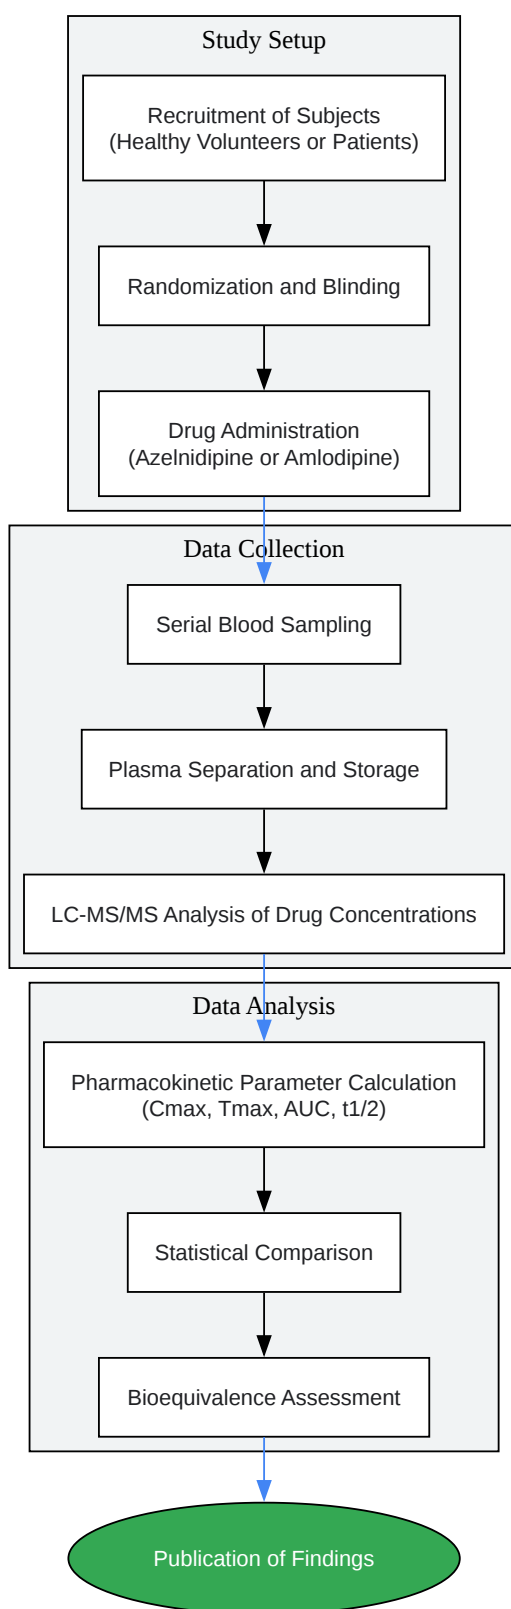 Study Setup
Recruitment of Subjects
(Healthy Volunteers or Patients)
Randomization and Blinding
Drug Administration
(Azelnidipine or Amlodipine)
Data Collection
Serial Blood Sampling
Plasma Separation and Storage
LC-MS/MS Analysis of Drug Concentrations
Data Analysis
Pharmacokinetic Parameter Calculation
(Cmax, Tmax, AUC, t1/2)
Statistical Comparison
Bioequivalence Assessment
Publication of Findings